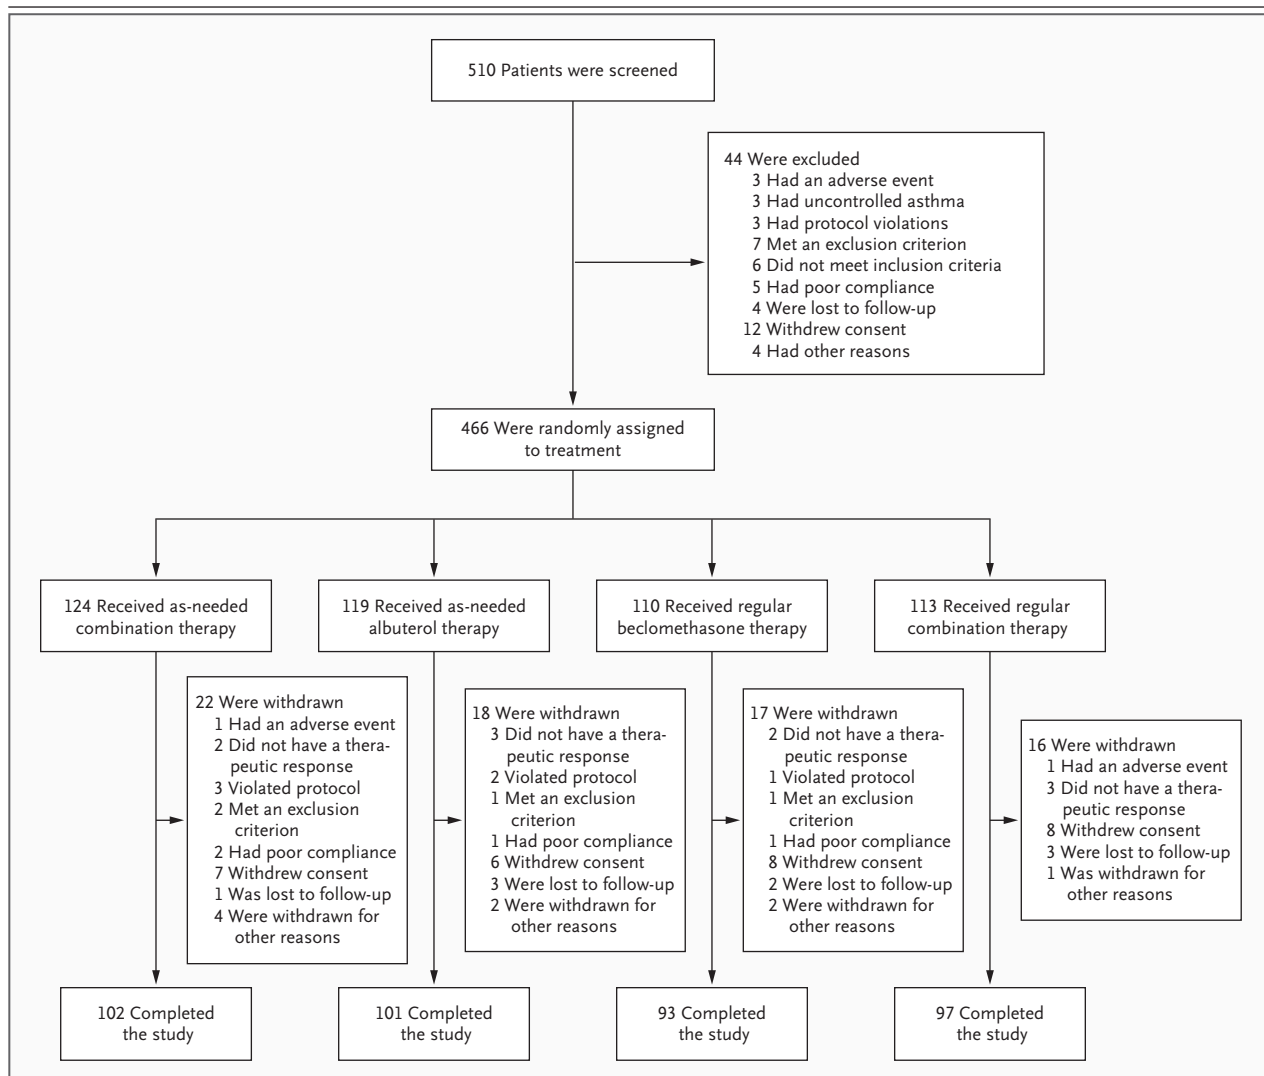 510 Patients were screened
44 Were excluded
3 Had an adverse event
3 Had uncontrolled asthma
3 Had protocol violations
7 Met an exclusion criterion
6 Did not meet inclusion criteria
5 Had poor compliance
4 Were lost to follow-up
12 Withdrew consent
4 Had other reasons
466 Were randomly assigned
to treatment
124 Received as-needed
combination therapy
119 Received as-needed
albuterol therapy
110 Received regular
beclomethasone therapy
113 Received regular
combination therapy
22 Were withdrawn
1 Had an adverse event
2 Did not have a thera-
peutic response
3 Violated protocol
2 Met an exclusion
criterion
2 Had poor compliance
7 Withdrew consent
1 Was lost to follow-up
4 Were withdrawn for
other reasons
18 Were withdrawn
3 Did not have a thera-
peutic response
2 Violated protocol
1 Met an exclusion
criterion
1 Had poor compliance
6 Withdrew consent
3 Were lost to follow-up
2 Were withdrawn for
other reasons
17 Were withdrawn
2 Did not have a thera-
peutic response
1 Violated protocol
1 Met an exclusion
criterion
1 Had poor compliance
8 Withdrew consent
2 Were lost to follow-up
2 Were withdrawn for
other reasons
16 Were withdrawn
1 Had an adverse event
3 Did not have a thera-
peutic response
8 Withdrew consent
3 Were lost to follow-up
1 Was withdrawn for
other reasons
102 Completed
the study
101 Completed
the study
93 Completed
the study
97 Completed
the study